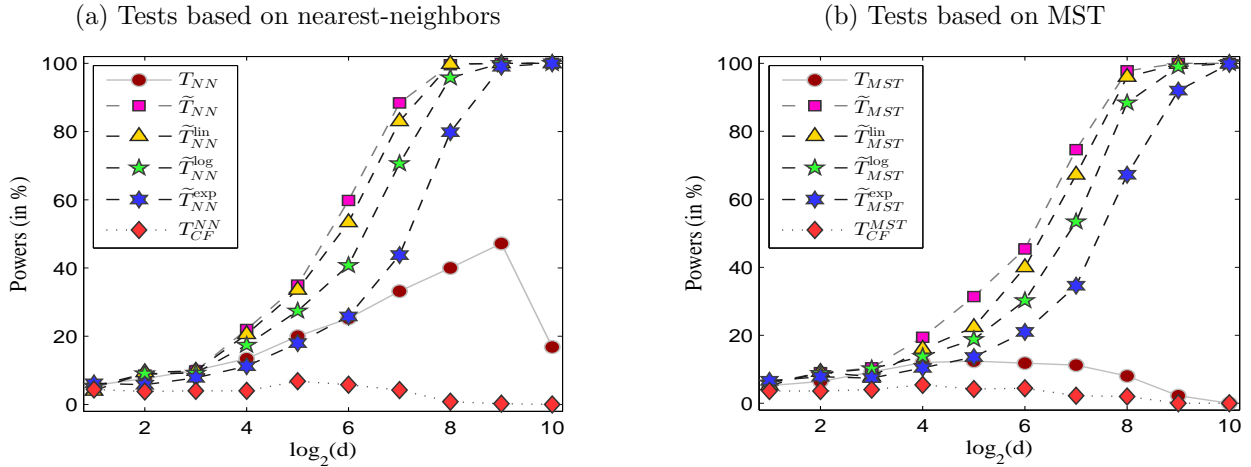 (a) Tests based on nearest-neighbors
Powers (in %)
100
80
60
40
20
0
T_NN
T̃_NN
T̃_NN^lin
T̃_NN^log
T̃_NN^exp
T_CF^NN
2
4
6
8
10
log₂(d)
(b) Tests based on MST
Powers (in %)
100
80
60
40
20
0
T_MST
T̃_MST
T̃_MST^lin
T̃_MST^log
T̃_MST^exp
T_CF^MST
2
4
6
8
10
log₂(d)